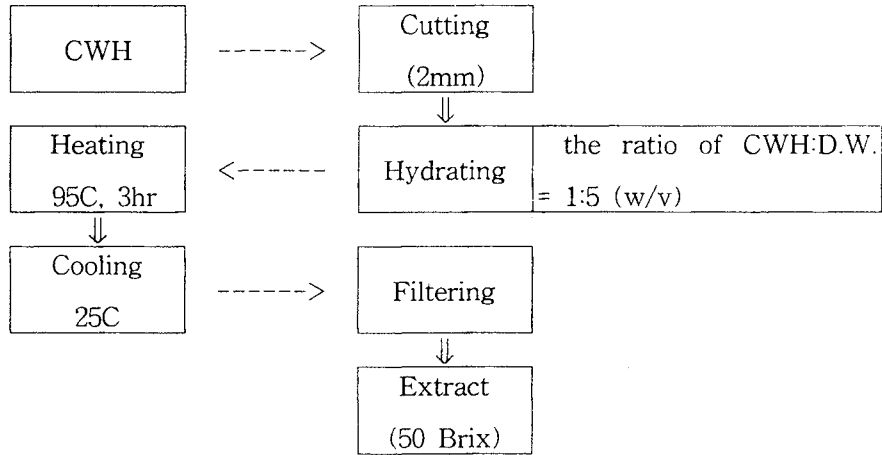 CWH
----->
Cutting
(2mm)
⇓
Hydrating
the ratio of CWH:D.W.
= 1:5 (w/v)
<-----
Heating
95C, 3hr
⇓
Cooling
25C
------>
Filtering
⇓
Extract
(50 Brix)